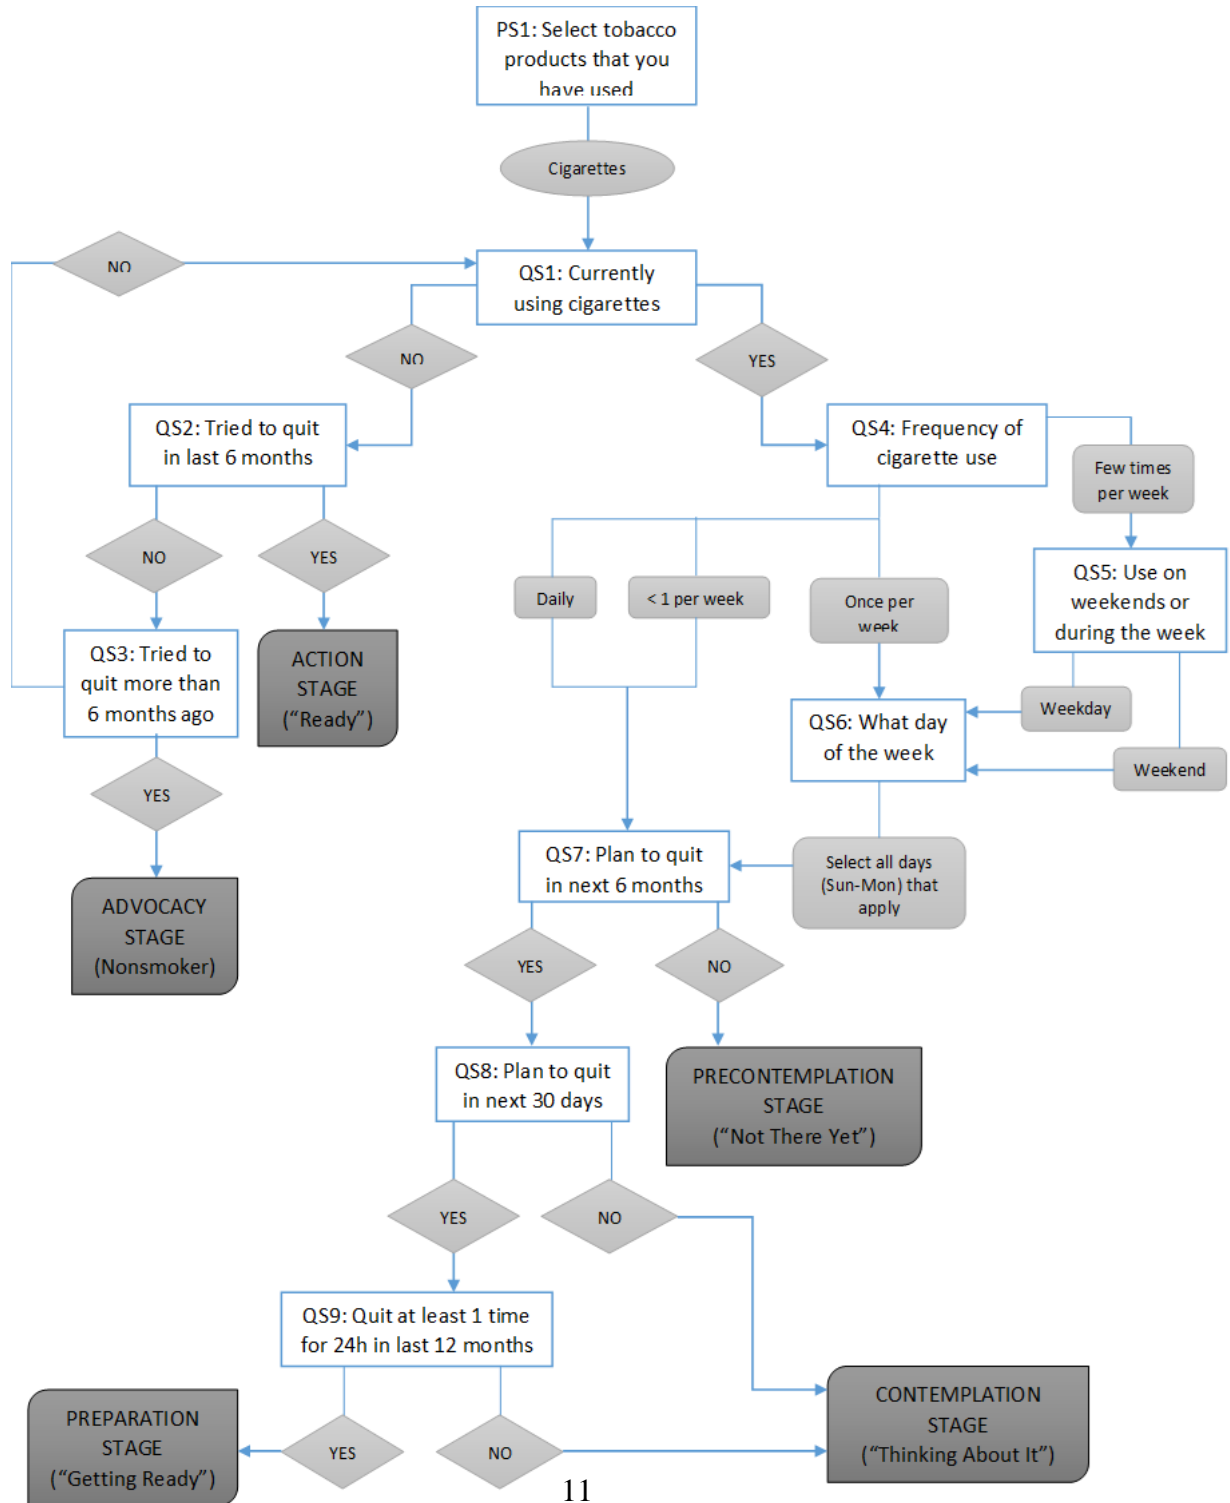 PS1: Select tobacco
products that you
have used
Cigarettes
NO
QS1: Currently
using cigarettes
NO
YES
QS2: Tried to quit
in last 6 months
QS4: Frequency of
cigarette use
Few times
per week
NO
YES
Daily
< 1 per week
Once per
week
QS5: Use on
weekends or
during the week
QS3: Tried to
quit more than
6 months ago
ACTION
STAGE
(“Ready”)
Weekday
QS6: What day
of the week
Weekend
YES
QS7: Plan to quit
in next 6 months
Select all days
(Sun-Mon) that
apply
ADVOCACY
STAGE
(Nonsmoker)
YES
NO
QS8: Plan to quit
in next 30 days
PRECONTEMPLATION
STAGE
(“Not There Yet”)
YES
NO
QS9: Quit at least 1 time
for 24h in last 12 months
PREPARATION
STAGE
(“Getting Ready”)
YES
NO
CONTEMPLATION
STAGE
(“Thinking About It”)
11